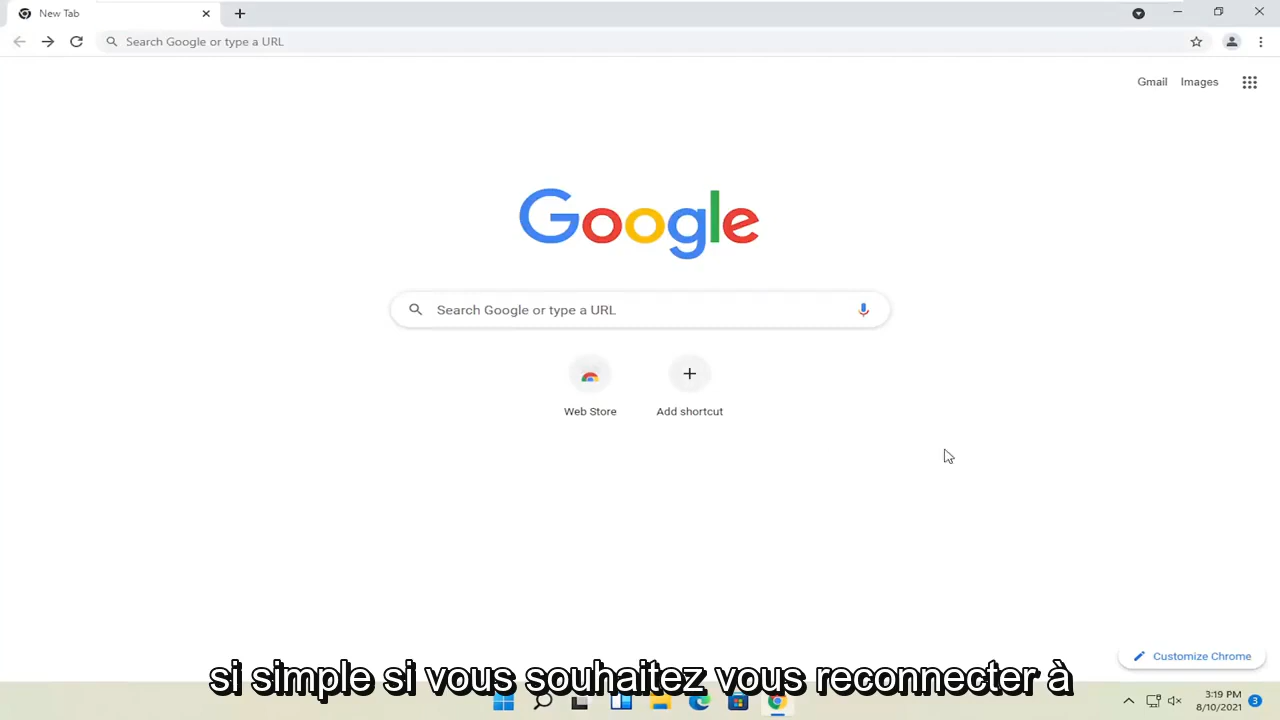 New Tab
Search Google or type a URL
Gmail Images
Google
Search Google or type a URL
Web Store Add shortcut
Customize Chrome
si simple si vous souhaitez vous reconnecter à
3:19 PM
8/10/2021
3